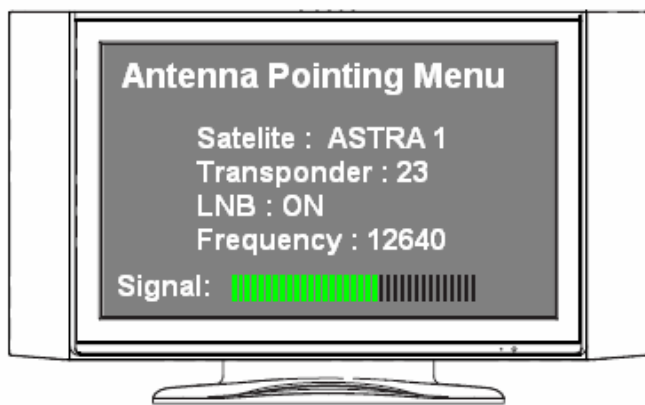 Antenna Pointing Menu
Satelite : ASTRA 1
Transponder : 23
LNB : ON
Frequency : 12640
Signal: